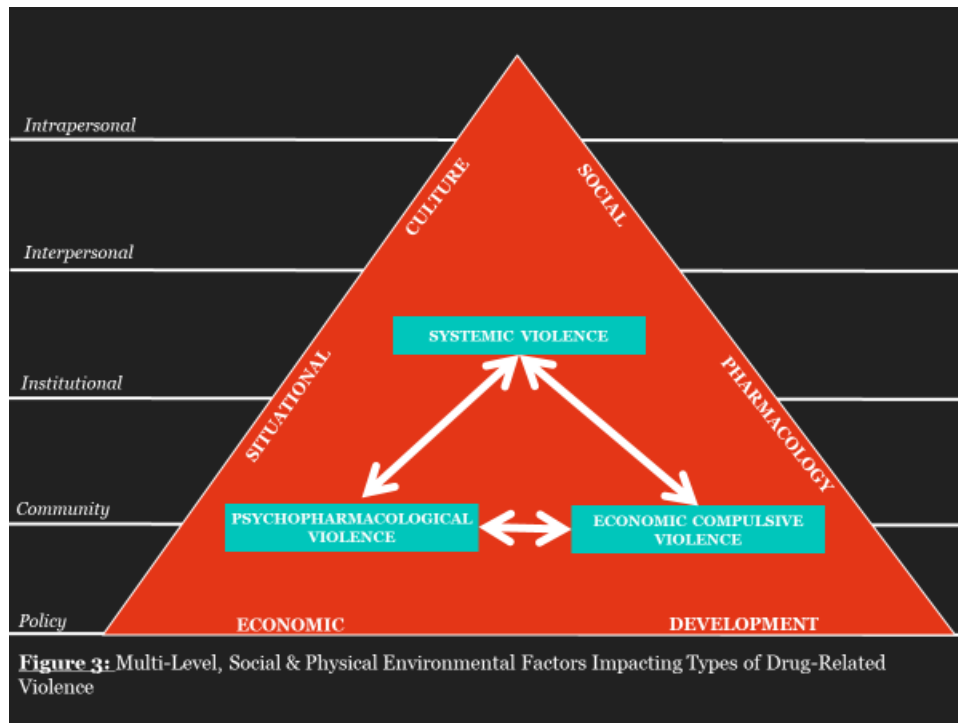 Intrapersonal
CULTURE
SOCIAL
Interpersonal
SYSTEMIC VIOLENCE
Institutional
SITUATIONAL
PHARMACOLOGY
Community
PSYCHOPHARMACOLOGICAL
VIOLENCE
ECONOMIC COMPULSIVE
VIOLENCE
Policy
ECONOMIC
DEVELOPMENT
Figure 3: Multi-Level, Social & Physical Environmental Factors Impacting Types of Drug-Related
Violence